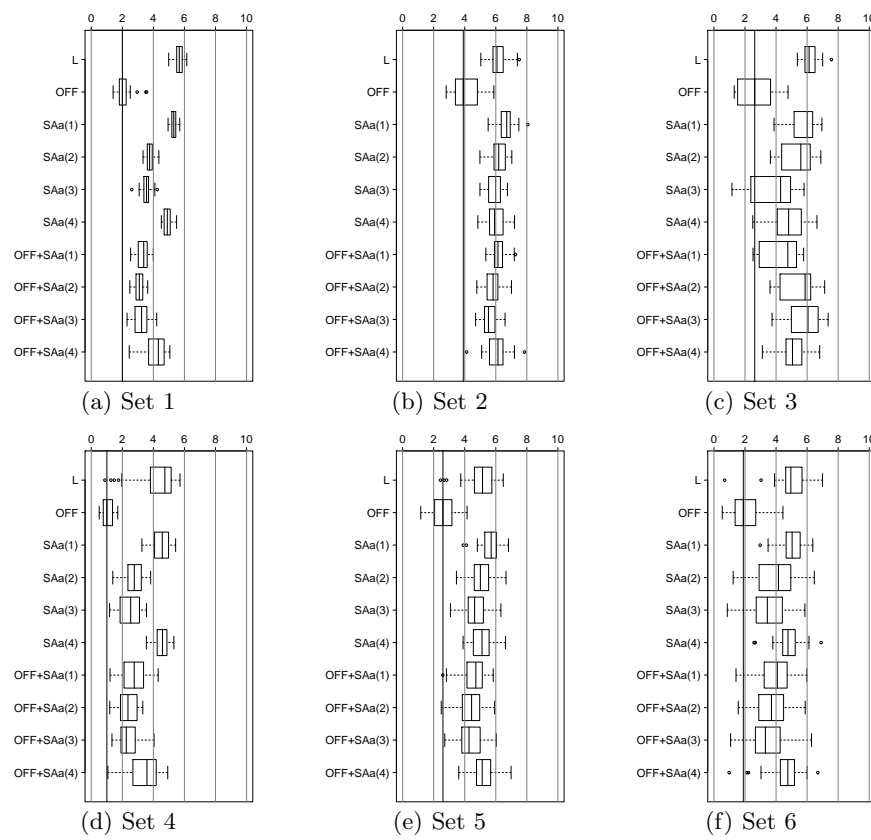 0 2 4 6 8 10
L
OFF
SAa(1)
SAa(2)
SAa(3)
SAa(4)
OFF+SAa(1)
OFF+SAa(2)
OFF+SAa(3)
OFF+SAa(4)
(a) Set 1
0 2 4 6 8 10
L
OFF
SAa(1)
SAa(2)
SAa(3)
SAa(4)
OFF+SAa(1)
OFF+SAa(2)
OFF+SAa(3)
OFF+SAa(4)
(b) Set 2
0 2 4 6 8 10
L
OFF
SAa(1)
SAa(2)
SAa(3)
SAa(4)
OFF+SAa(1)
OFF+SAa(2)
OFF+SAa(3)
OFF+SAa(4)
(c) Set 3
0 2 4 6 8 10
L
OFF
SAa(1)
SAa(2)
SAa(3)
SAa(4)
OFF+SAa(1)
OFF+SAa(2)
OFF+SAa(3)
OFF+SAa(4)
(d) Set 4
0 2 4 6 8 10
L
OFF
SAa(1)
SAa(2)
SAa(3)
SAa(4)
OFF+SAa(1)
OFF+SAa(2)
OFF+SAa(3)
OFF+SAa(4)
(e) Set 5
0 2 4 6 8 10
L
OFF
SAa(1)
SAa(2)
SAa(3)
SAa(4)
OFF+SAa(1)
OFF+SAa(2)
OFF+SAa(3)
OFF+SAa(4)
(f) Set 6